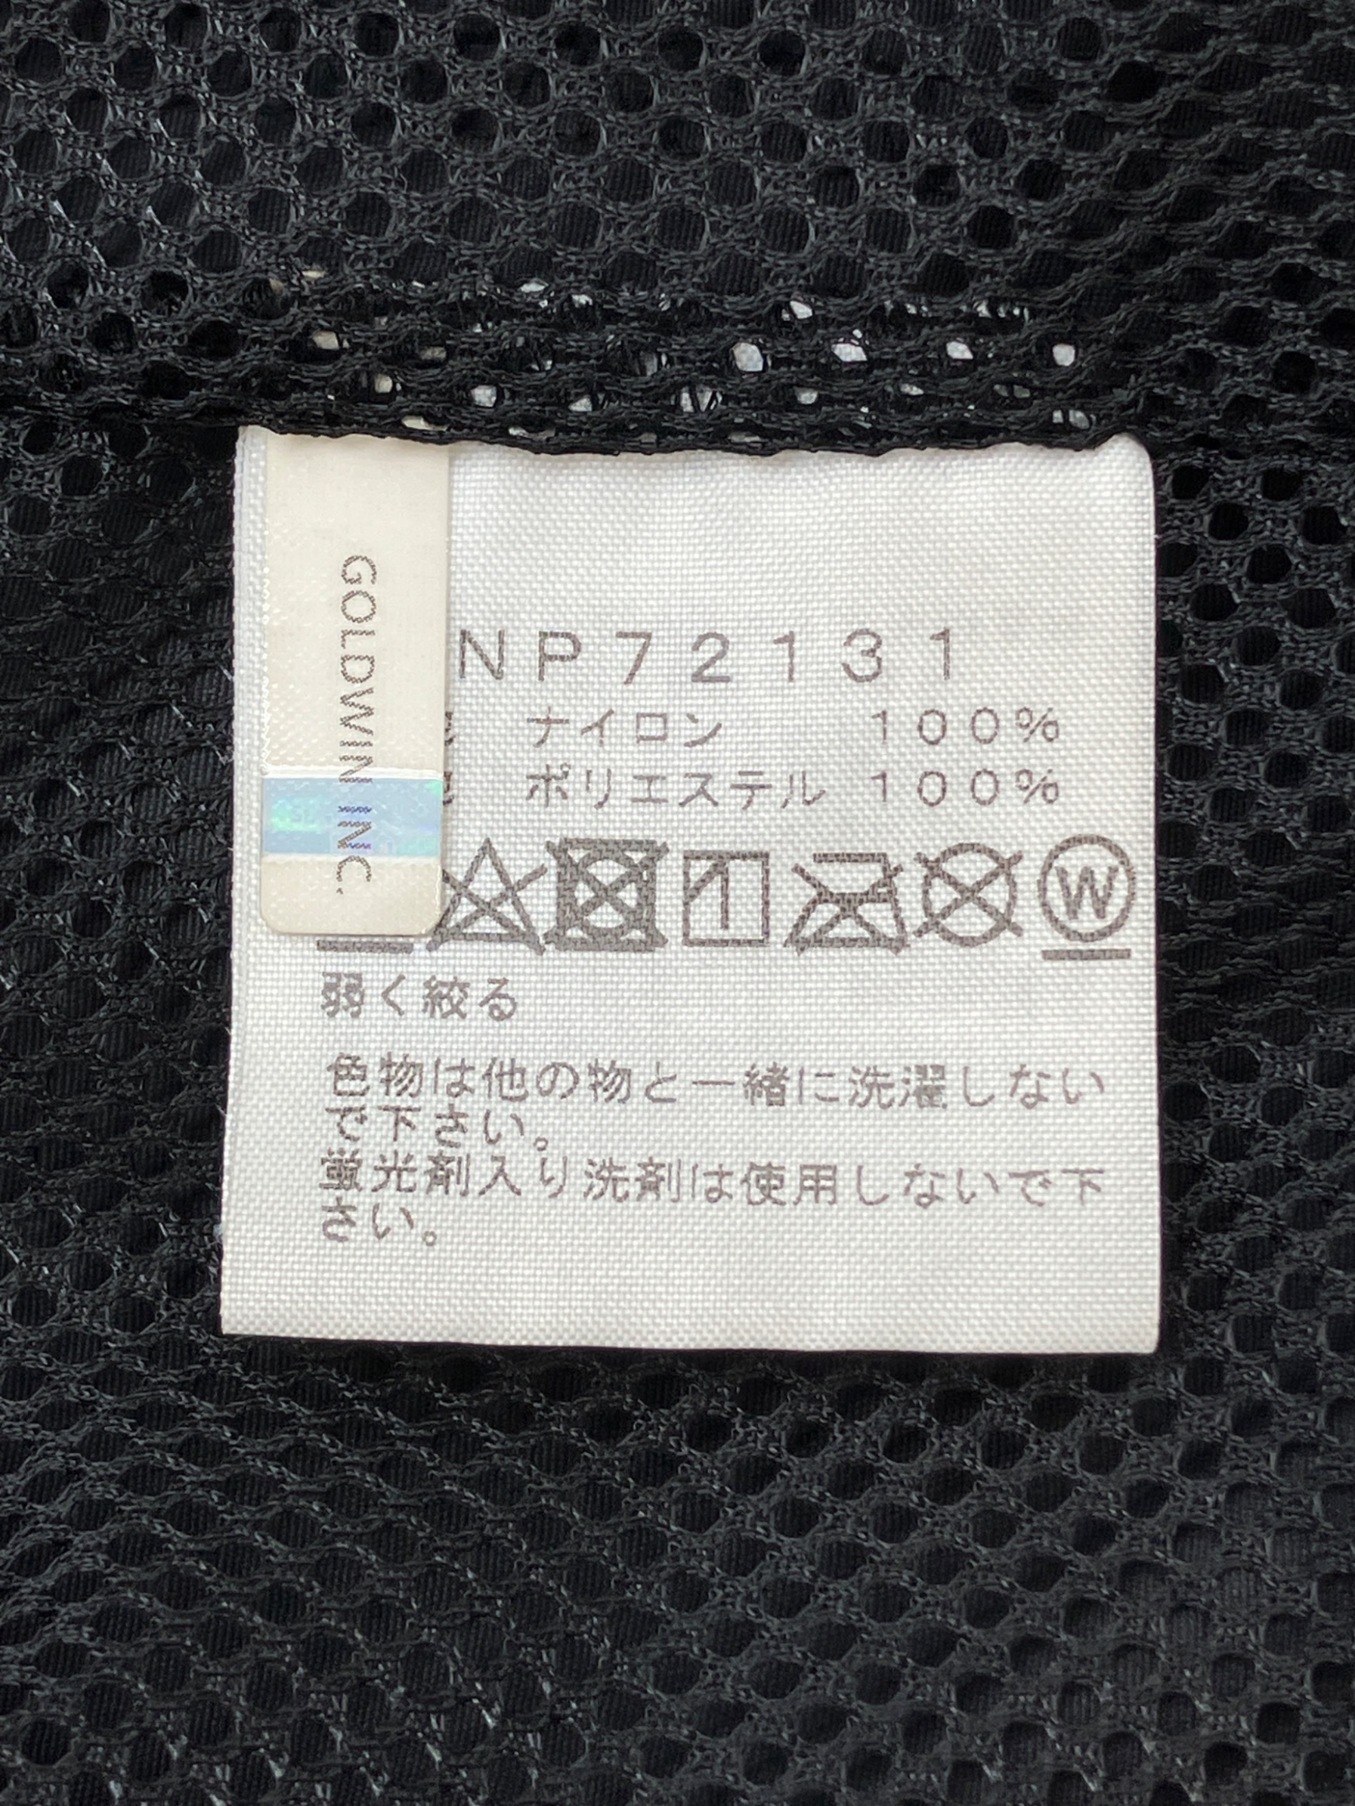 GOLDWIN INC.
NP72131
ナイロン 100%
ポリエステル 100%
W
弱く絞る
色物は他の物と一緒に洗濯しない
で下さい。
蛍光剤入り洗剤は使用しないで下
さい。